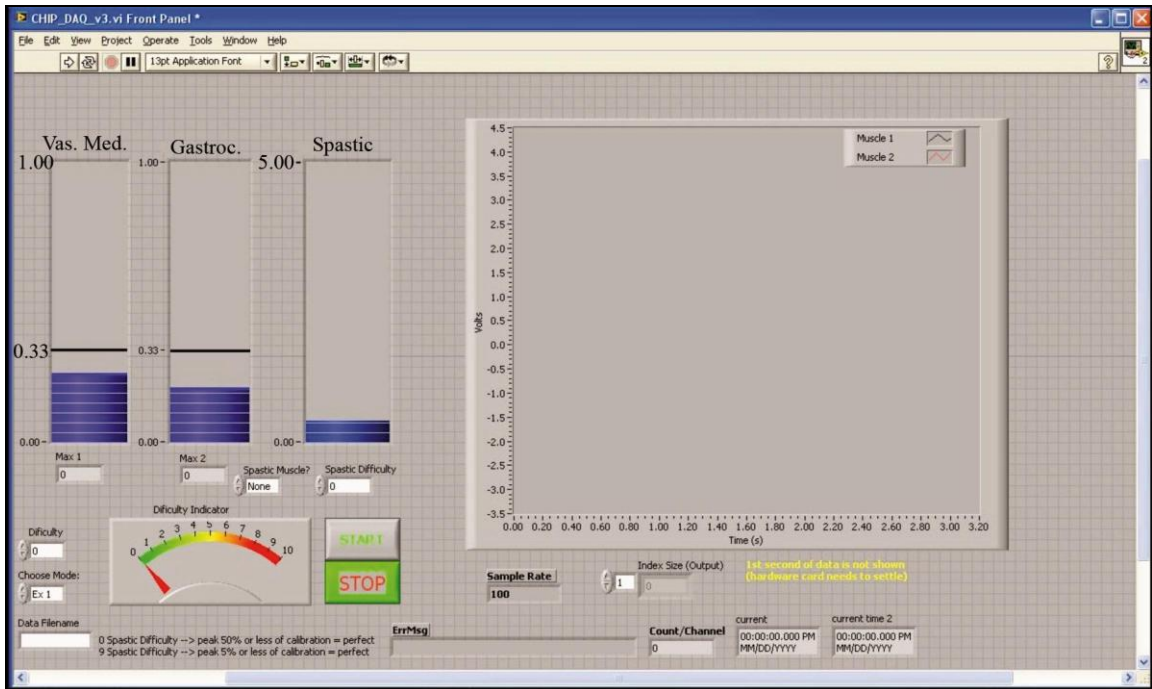 CHIP_DAQ_v3.vi Front Panel *
File Edit View Project Operate Tools Window Help
13pt Application Font
2
Vas. Med.
Gastroc.
Spastic
1.00
1.00
5.00
0.33
0.33
0.00
0.00
0.00
Max 1
0
Max 2
0
Spastic Muscle?
None
Spastic Difficulty
0
Dificulty Indicator
0 1 2 3 4 5 6 7 8 9 10
Dificulty
0
Choose Mode:
Ex 1
START
STOP
Data Filename
0 Spastic Difficulty --> peak 50% or less of calibration = perfect
9 Spastic Difficulty --> peak 5% or less of calibration = perfect
Muscle 1
Muscle 2
Volts
4.5
4.0
3.5
3.0
2.5
2.0
1.5
1.0
0.5
0.0
-0.5
-1.0
-1.5
-2.0
-2.5
-3.0
-3.5
0.00 0.20 0.40 0.60 0.80 1.00 1.20 1.40 1.60 1.80 2.00 2.20 2.40 2.60 2.80 3.00 3.20
Time (s)
Sample Rate
100
Index Size (Output)
1
0
1st second of data is not shown
(hardware card needs to settle)
ErrMsg
Count/Channel
0
current
00:00:00.000 PM
MM/DD/YYYY
current time 2
00:00:00.000 PM
MM/DD/YYYY